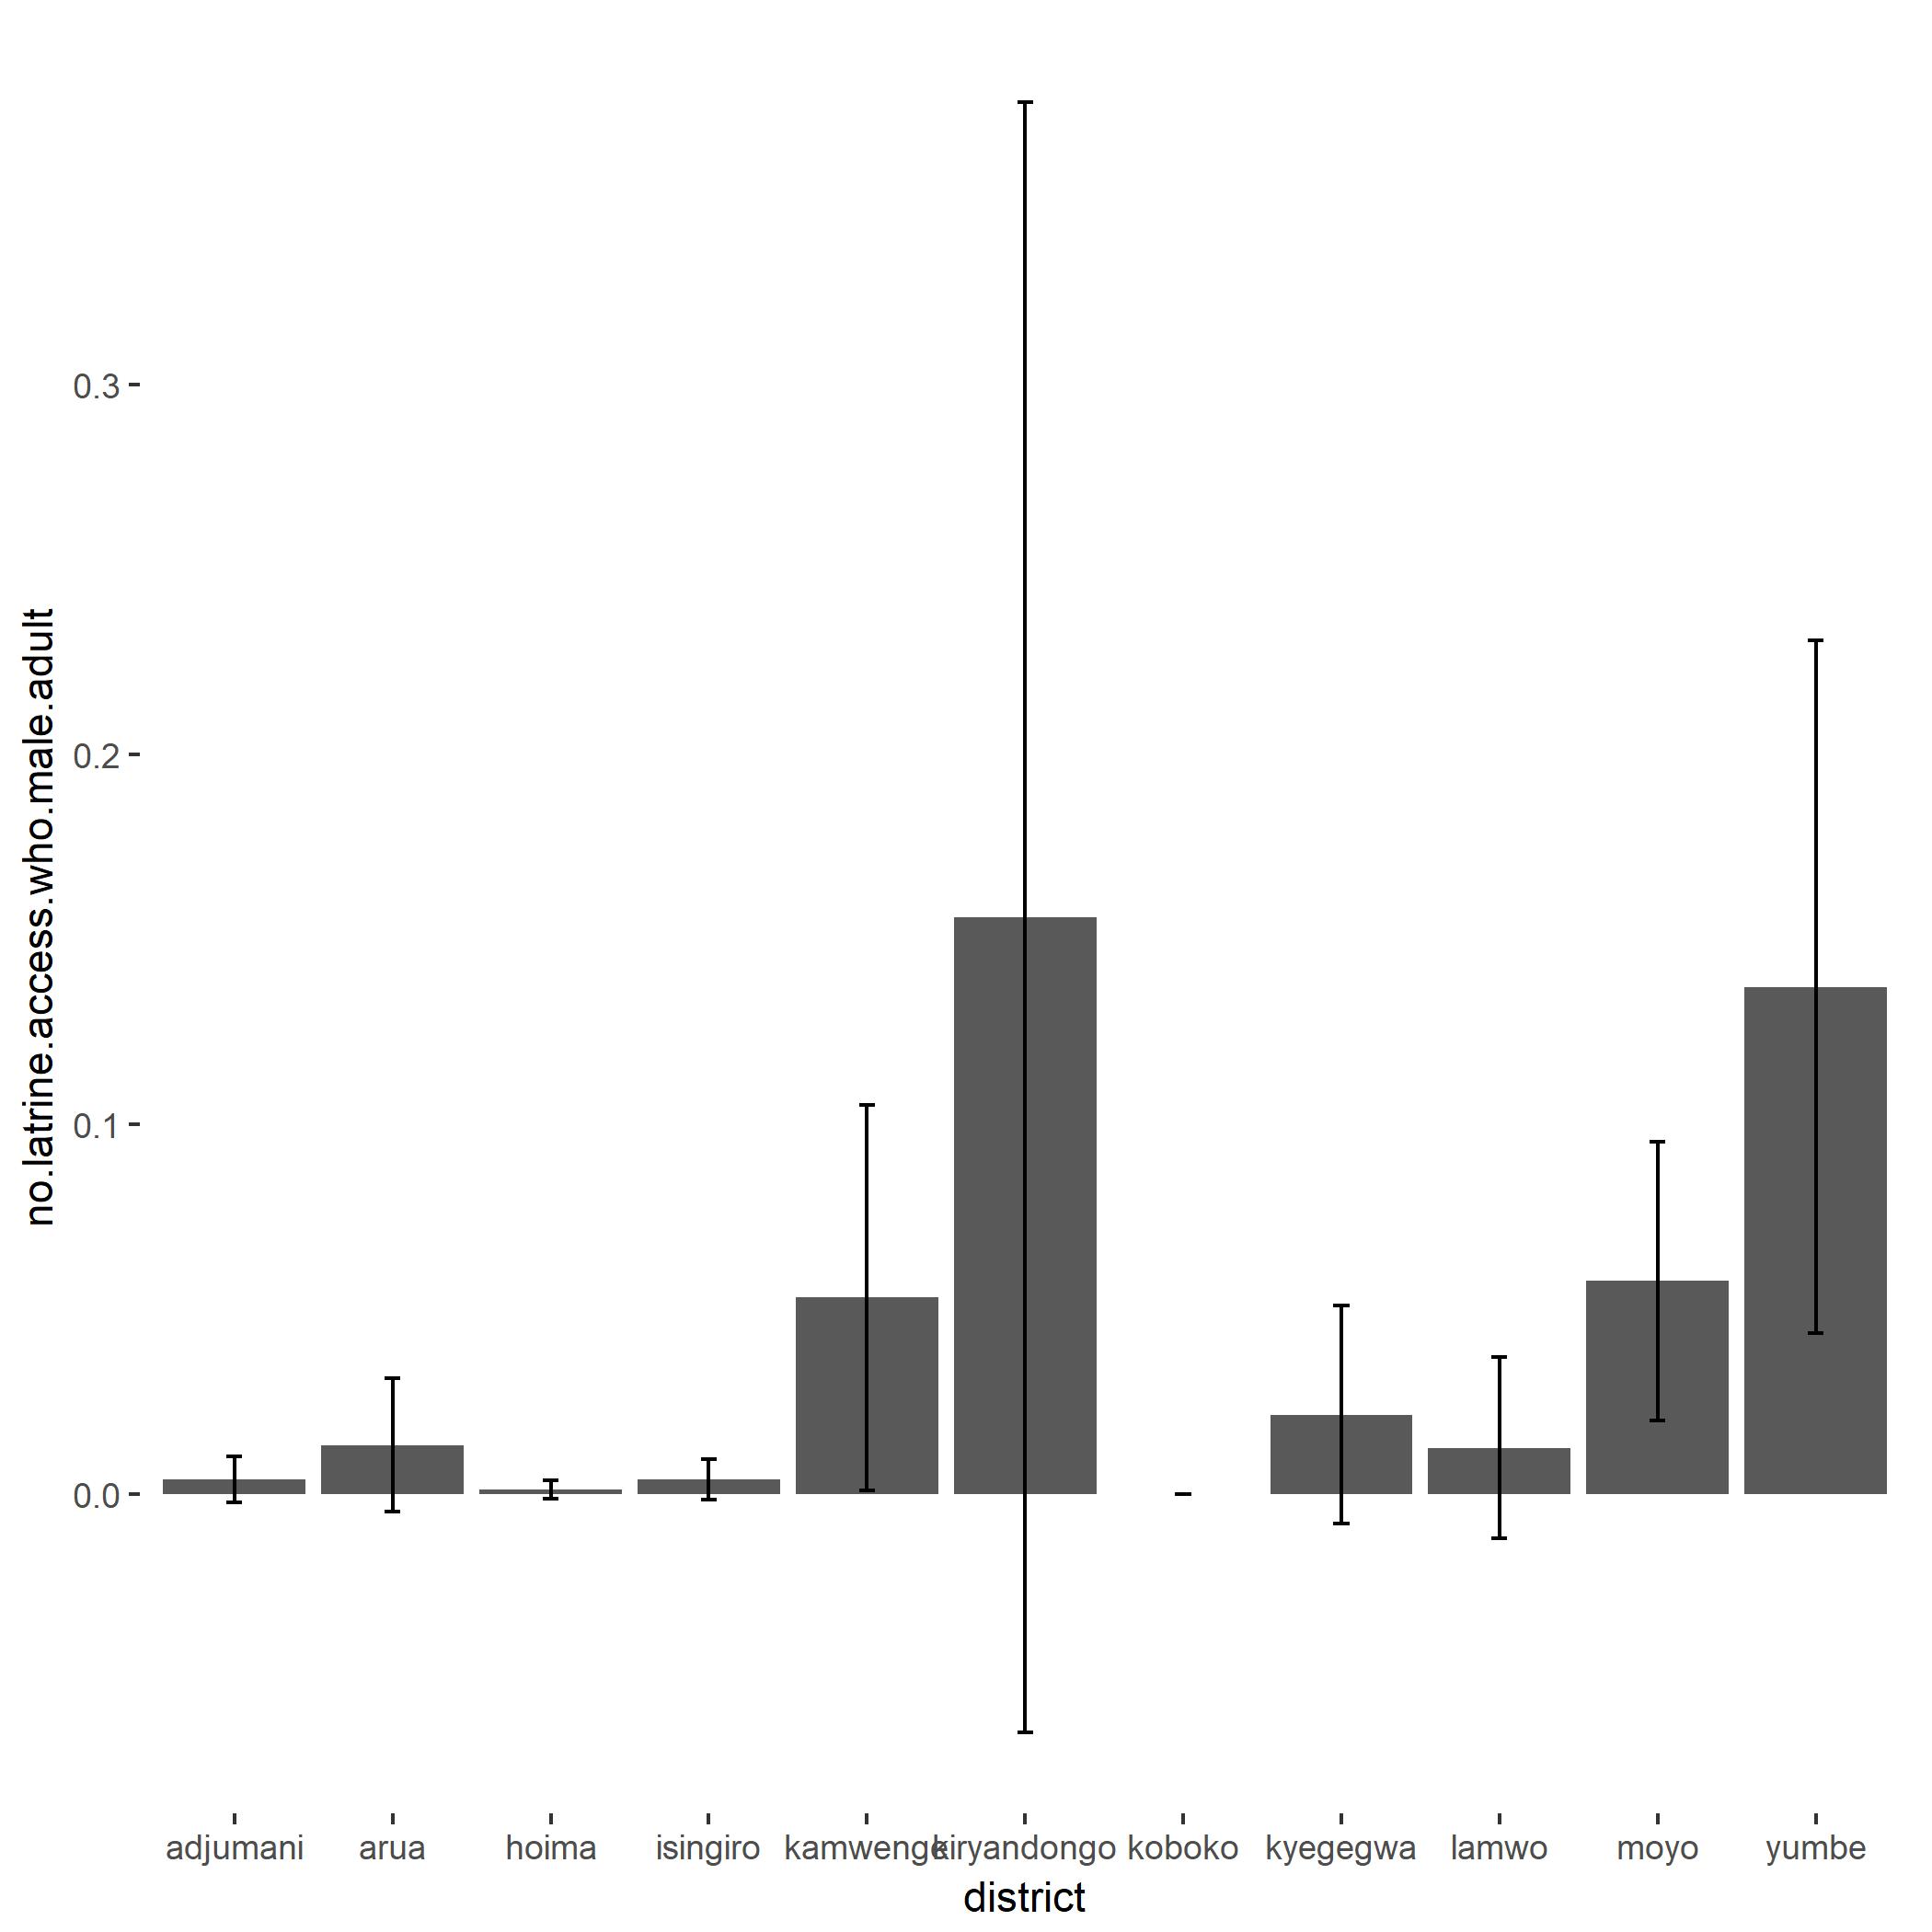 no.latrine.access.who.male.adult
0.3
0.2
0.1
0.0
adjumani arua hoima isingiro kamwenge kiryandongo koboko kyegegwa lamwo moyo yumbe
district